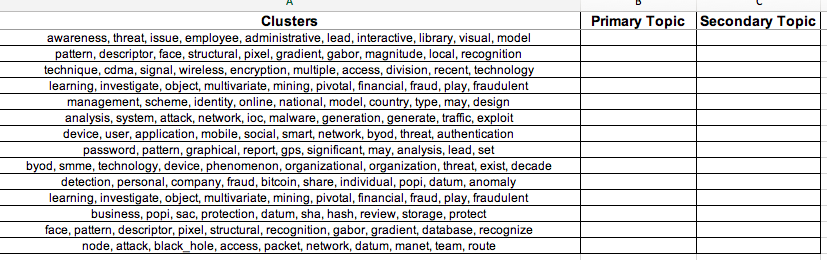 A B C
Clusters Primary Topic Secondary Topic
awareness, threat, issue, employee, administrative, lead, interactive, library, visual, model
pattern, descriptor, face, structural, pixel, gradient, gabor, magnitude, local, recognition
technique, cdma, signal, wireless, encryption, multiple, access, division, recent, technology
learning, investigate, object, multivariate, mining, pivotal, financial, fraud, play, fraudulent
management, scheme, identity, online, national, model, country, type, may, design
analysis, system, attack, network, ioc, malware, generation, generate, traffic, exploit
device, user, application, mobile, social, smart, network, byod, threat, authentication
password, pattern, graphical, report, gps, significant, may, analysis, lead, set
byod, smme, technology, device, phenomenon, organizational, organization, threat, exist, decade
detection, personal, company, fraud, bitcoin, share, individual, popi, datum, anomaly
learning, investigate, object, multivariate, mining, pivotal, financial, fraud, play, fraudulent
business, popi, sac, protection, datum, sha, hash, review, storage, protect
face, pattern, descriptor, pixel, structural, recognition, gabor, gradient, database, recognize
node, attack, black_hole, access, packet, network, datum, manet, team, route